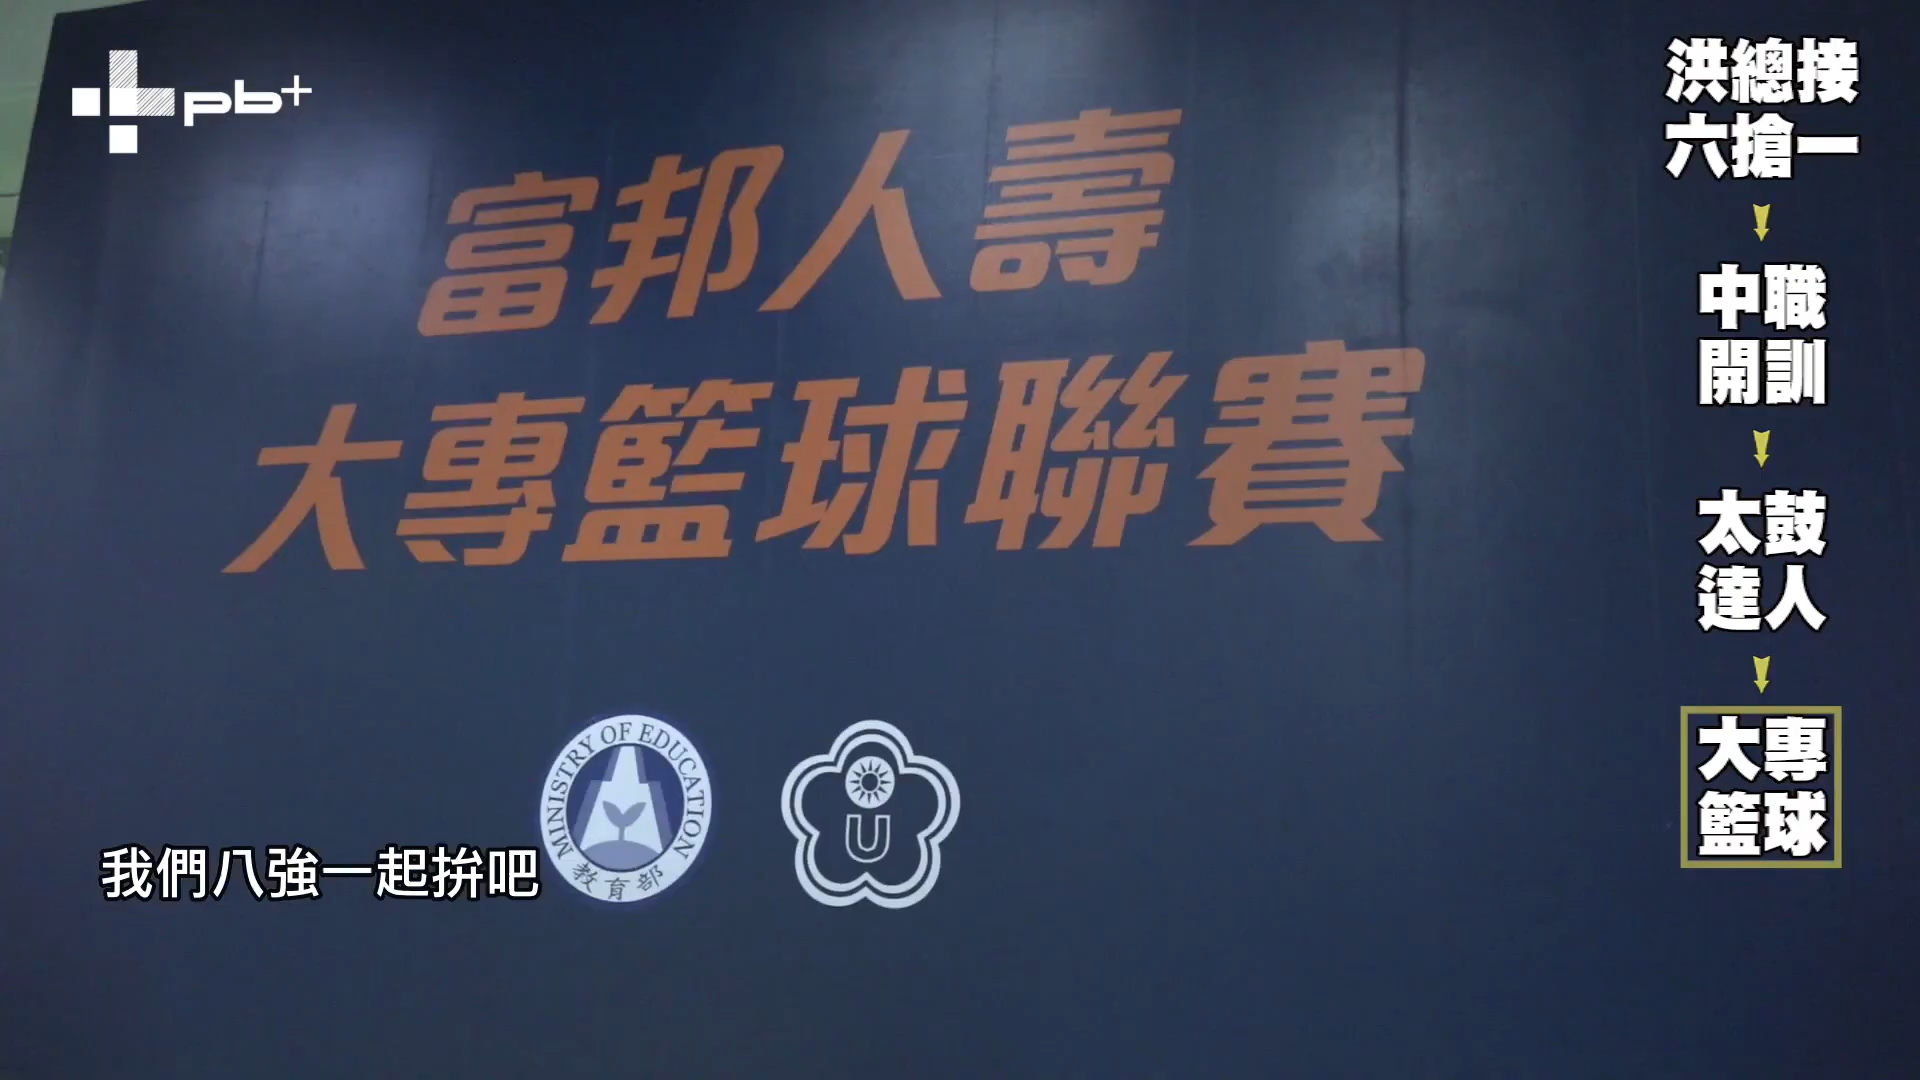 pb+
富邦人壽
大專籃球聯賽
MINISTRY OF EDUCATION
教育部
U
我們八強一起拚吧
洪總接
六搶一
中職
開訓
太鼓
達人
大專
籃球